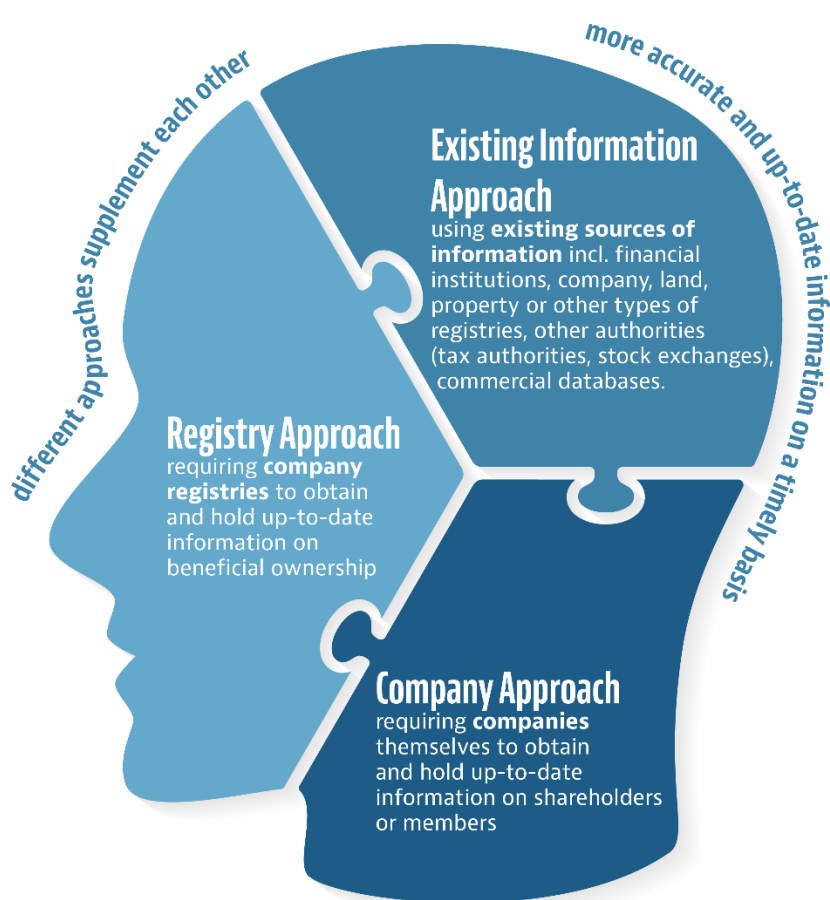 different approaches supplement each other
more accurate and up-to-date information on a timely basis
Existing Information
Approach
using existing sources of
information incl. financial
institutions, company, land,
property or other types of
registries, other authorities
(tax authorities, stock exchanges),
commercial databases.
Registry Approach
requiring company
registries to obtain
and hold up-to-date
information on
beneficial ownership
Company Approach
requiring companies
themselves to obtain
and hold up-to-date
information on shareholders
or members